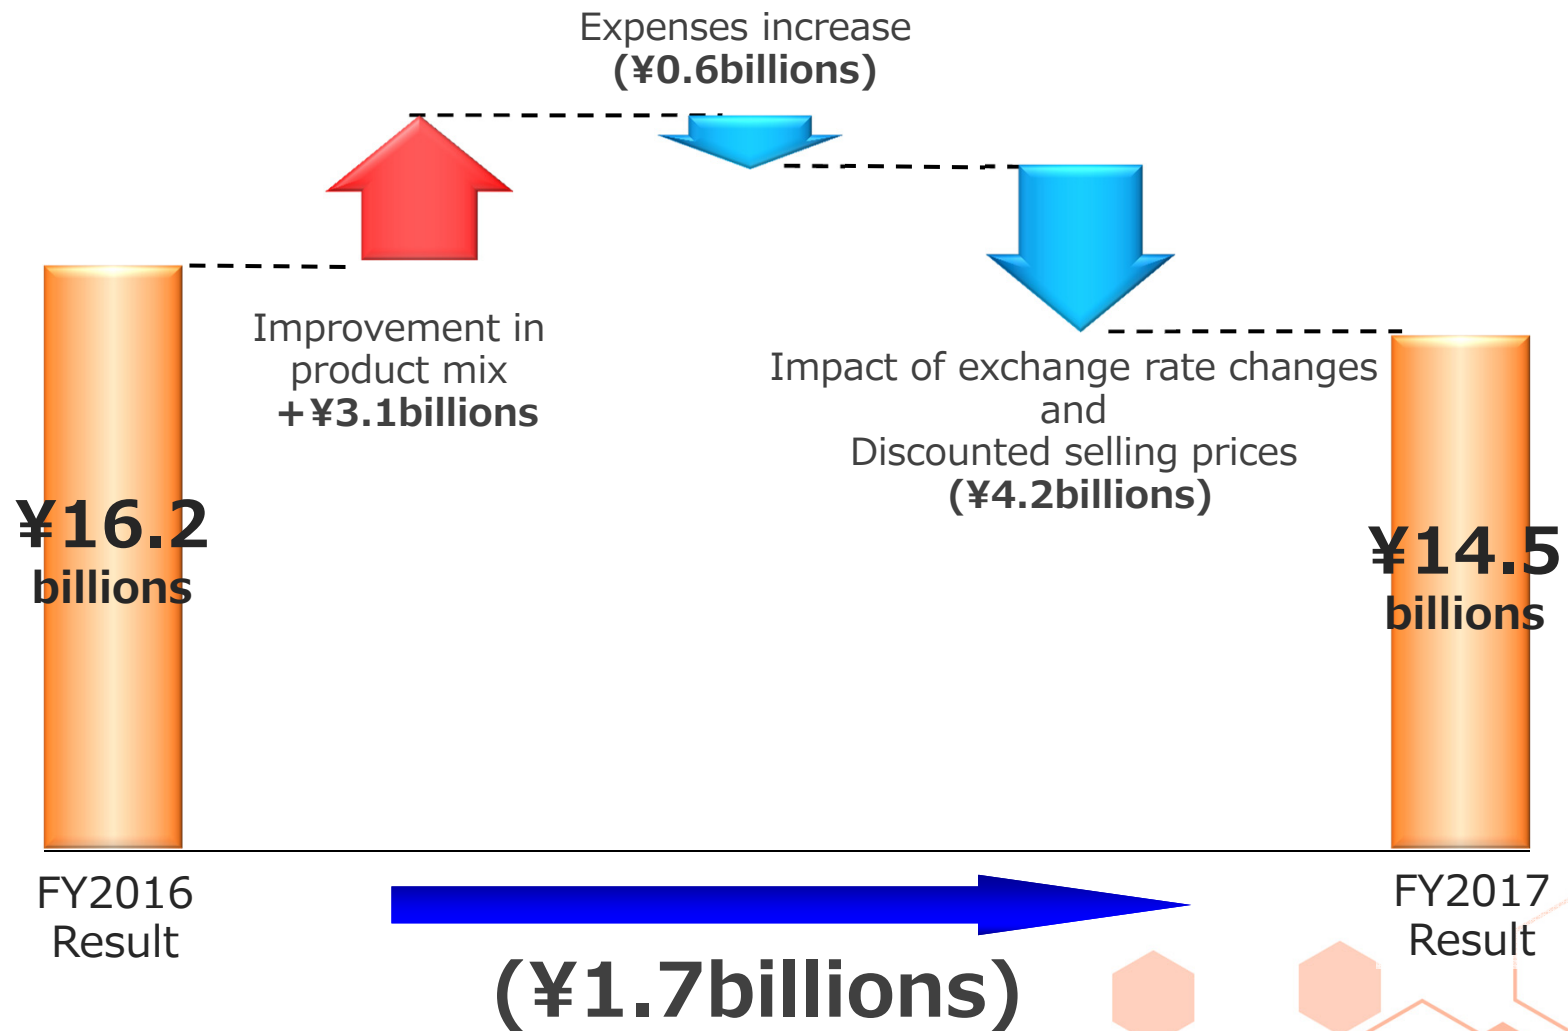 Expenses increase
(¥0.6billions)
Improvement in
product mix
+¥3.1billions
Impact of exchange rate changes
and
Discounted selling prices
(¥4.2billions)
¥16.2
billions
¥14.5
billions
FY2016
Result
FY2017
Result
(¥1.7billions)